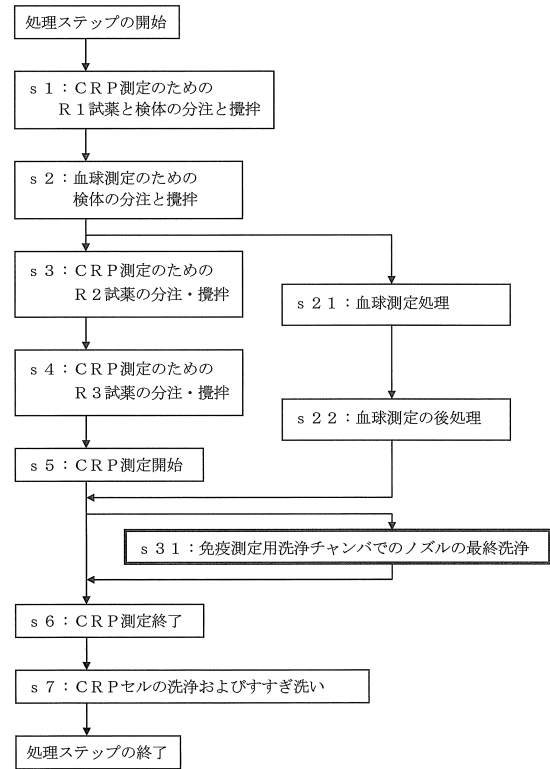 処理ステップの開始
ｓ１：ＣＲＰ測定のための
Ｒ１試薬と検体の分注と攪拌
ｓ２：血球測定のための
検体の分注と攪拌
ｓ３：ＣＲＰ測定のための
Ｒ２試薬の分注・攪拌
ｓ２１：血球測定処理
ｓ４：ＣＲＰ測定のための
Ｒ３試薬の分注・攪拌
ｓ２２：血球測定の後処理
ｓ５：ＣＲＰ測定開始
ｓ３１：免疫測定用洗浄チャンバでのノズルの最終洗浄
ｓ６：ＣＲＰ測定終了
ｓ７：ＣＲＰセルの洗浄およびすすぎ洗い
処理ステップの終了